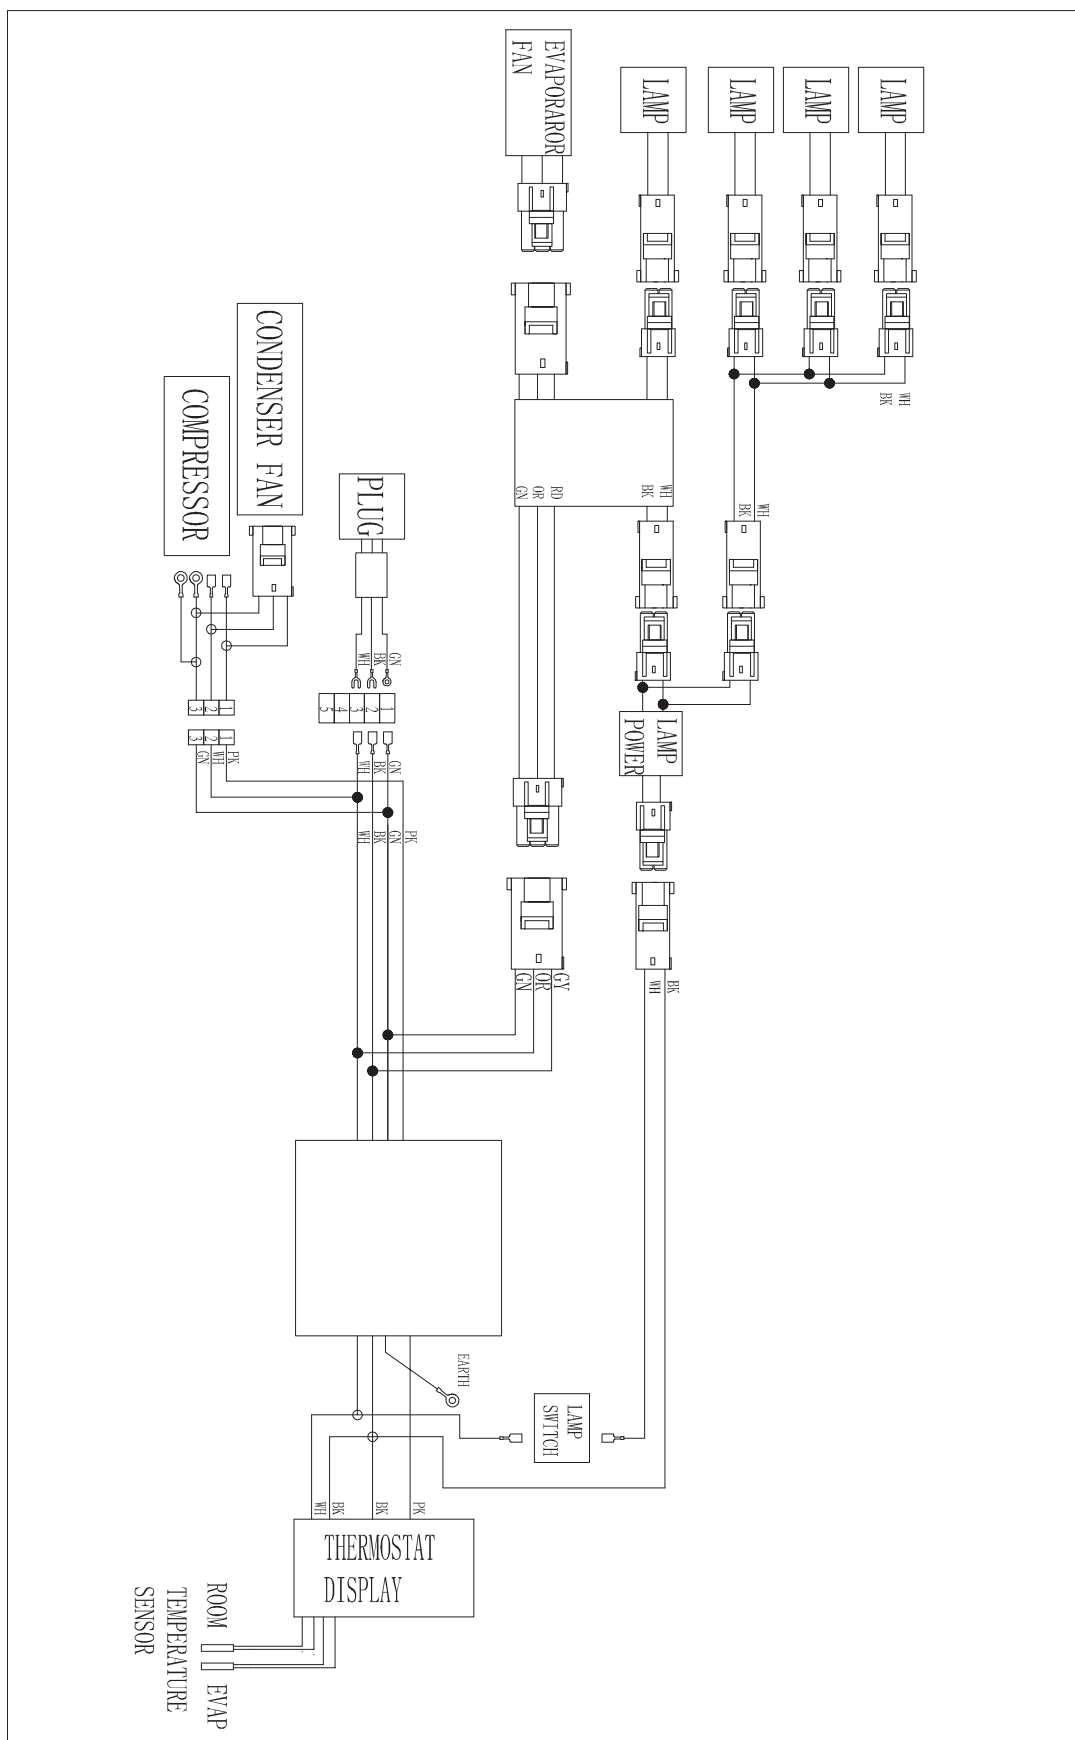 EVAPORAROR
FAN
LAMP
LAMP
LAMP
LAMP
WH
BK
CONDENSER FAN
COMPRESSOR
PLUG
GN
OR
RD
BK
WH
BK
WH
WH
BK
GN
3
2
1
5
4
3
2
1
LAMP
POWER
3
2
1
GN
WH
PK
WH
BK
GN
WH
BK
GN
PK
GN
OR
GY
WH
BK
EARTH
LAMP
SWITCH
WH
BK
BK
PK
THERMOSTAT
DISPLAY
ROOM
EVAP
TEMPERATURE
SENSOR